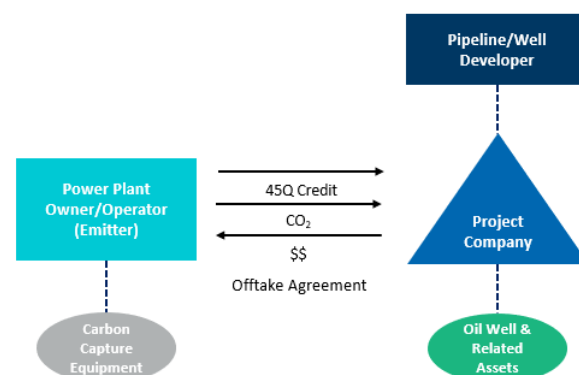 Pipeline/Well
Developer
Power Plant
Owner/Operator
(Emitter)
45Q Credit
CO₂
$$
Offtake Agreement
Project
Company
Carbon
Capture
Equipment
Oil Well &
Related
Assets